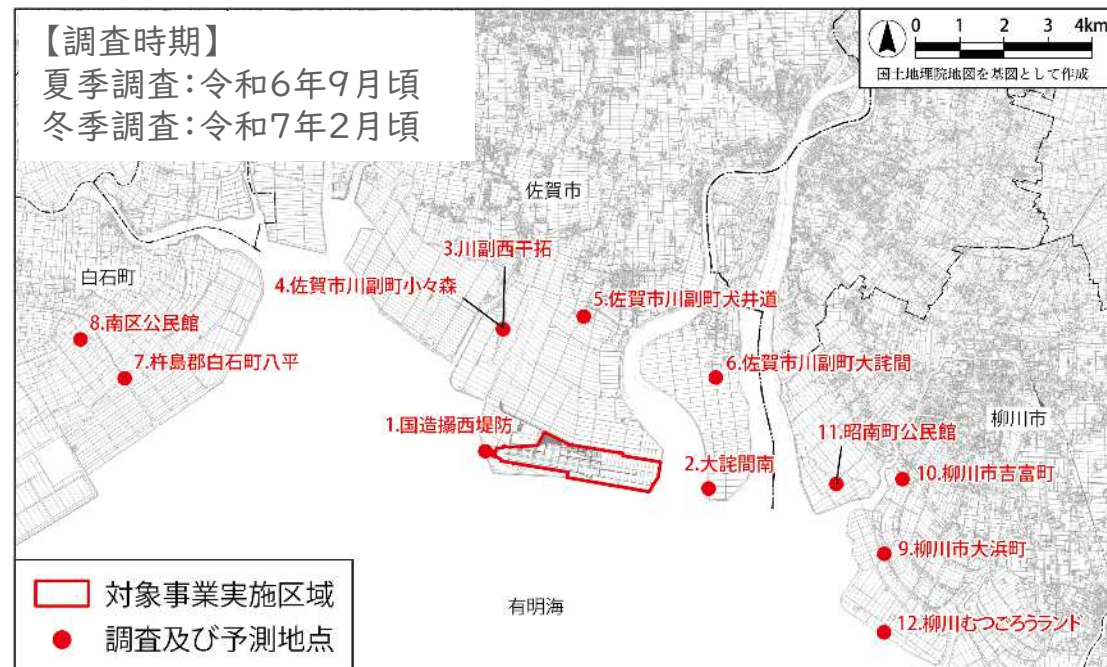 【調査時期】
夏季調査:令和6年9月頃
冬季調査:令和7年2月頃
0 1 2 3 4km
国土地理院地図を基図として作成
佐賀市
白石町
3.川副西干拓
4.佐賀市川副町小々森
5.佐賀市川副町犬井道
8.南区公民館
7.杵島郡白石町八平
6.佐賀市川副町大詫間
柳川市
1.国造搦西堤防
11.昭南町公民館
2.大詫間南
10.柳川市吉富町
9.柳川市大浜町
対象事業実施区域
有明海
調査及び予測地点
12.柳川むつごろうランド